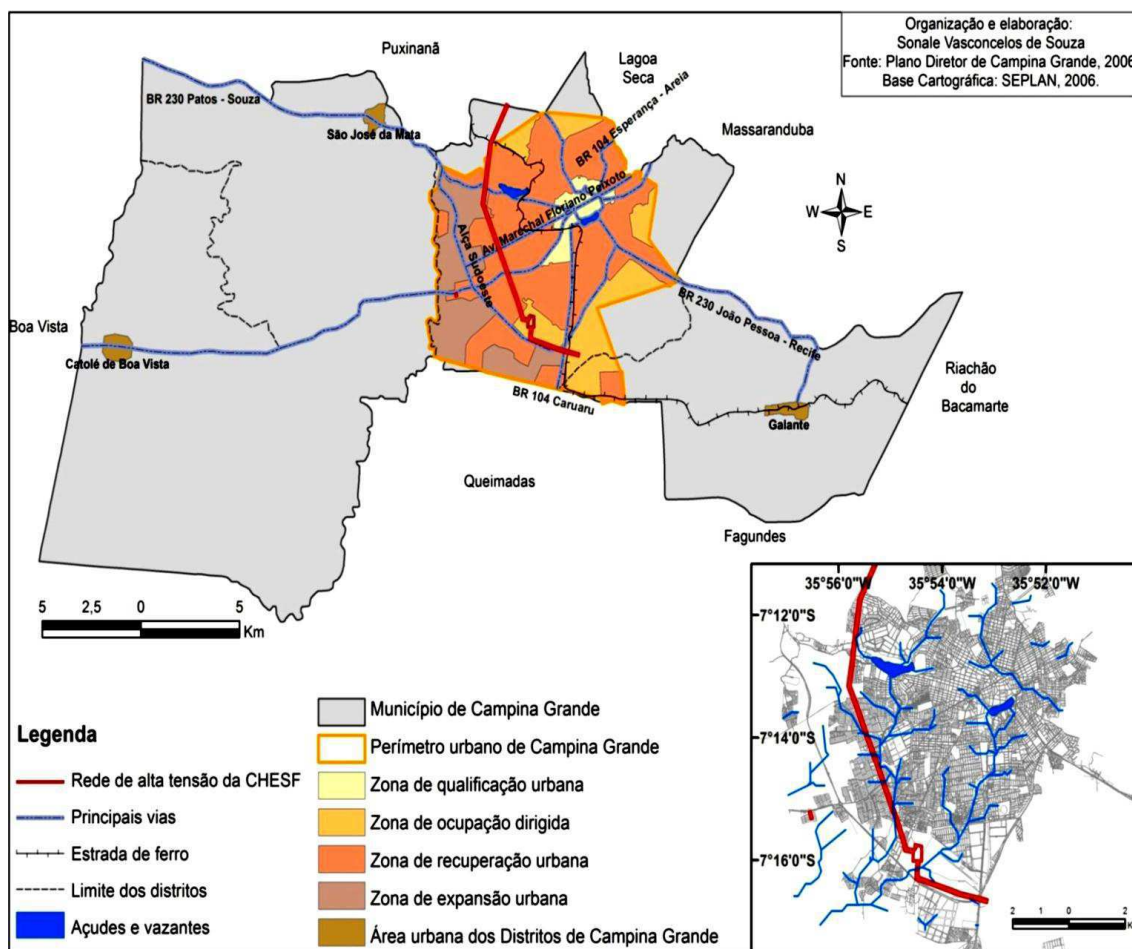 Organização e elaboração:
Sonale Vasconcelos de Souza
Fonte: Plano Diretor de Campina Grande, 2006
Base Cartográfica: SEPLAN, 2006.
Puxinanã
Lagoa
Seca
BR 230 Patos - Souza
São José da Mata
BR 104 Esperança - Areia
Massaranduba
N
W
E
S
Av. Marechal Floriano Peixoto
Alça Sudoeste
BR 230 João Pessoa - Recife
Boa Vista
Catolé de Boa Vista
Riachão
do
Bacamarte
BR 104 Caruaru
Galante
Queimadas
Fagundes
5 2,5 0 5
Km
35°56'0"W 35°54'0"W 35°52'0"W
7°12'0"S
7°14'0"S
7°16'0"S
2 1 0 2
K
Legenda
Rede de alta tensão da CHESF
Principais vias
Estrada de ferro
Limite dos distritos
Açudes e vazantes
Município de Campina Grande
Perímetro urbano de Campina Grande
Zona de qualificação urbana
Zona de ocupação dirigida
Zona de recuperação urbana
Zona de expansão urbana
Área urbana dos Distritos de Campina Grande